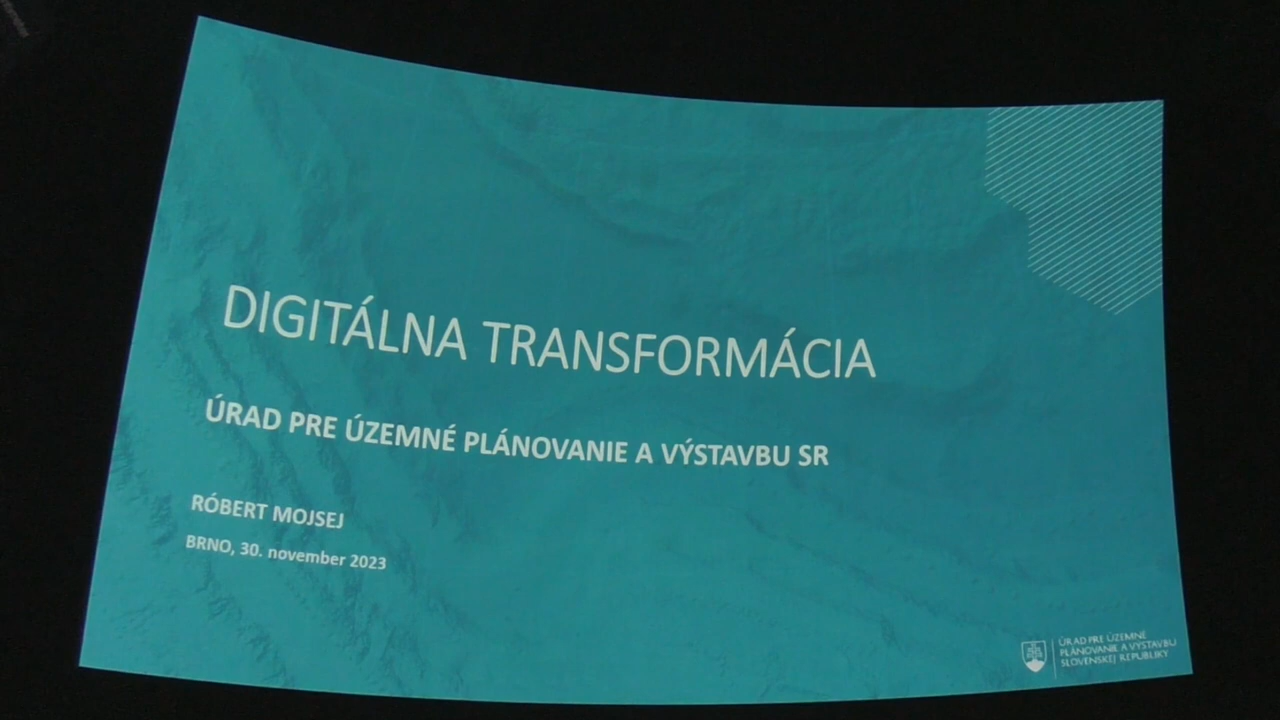 DIGITÁLNA TRANSFORMÁCIA
ÚRAD PRE ÚZEMNÉ PLÁNOVANIE A VÝSTAVBU SR
RÓBERT MOJSEJ
BRNO, 30. november 2023
ÚRAD PRE ÚZEMNÉ
PLÁNOVANIE A VÝSTAVBU
SLOVENSKEJ REPUBLIKY